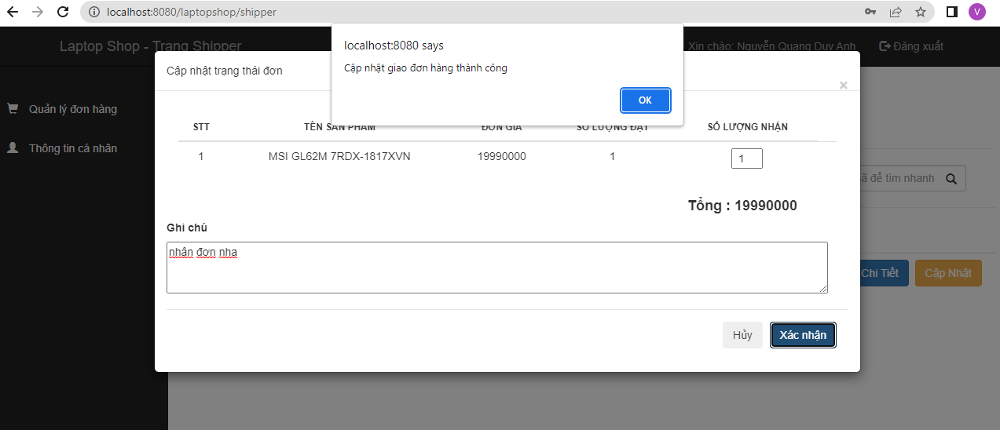 localhost:8080/laptopshop/shipper
V
Laptop Shop - Trang Shipper
Xin chào: Nguyễn Quang Duy Anh
Đăng xuất
localhost:8080 says
Cập nhật giao đơn hàng thành công
OK
Cập nhật trạng thái đơn
×
Quản lý đơn hàng
Thông tin cá nhân
STT TÊN SẢN PHẨM ĐƠN GIÁ SỐ LƯỢNG ĐẶT SỐ LƯỢNG NHẬN
1 MSI GL62M 7RDX-1817XVN 19990000 1 1
để tìm nhanh
Tổng : 19990000
Ghi chú
nhân đơn nha
Chi Tiết Cập Nhật
Hủy Xác nhận